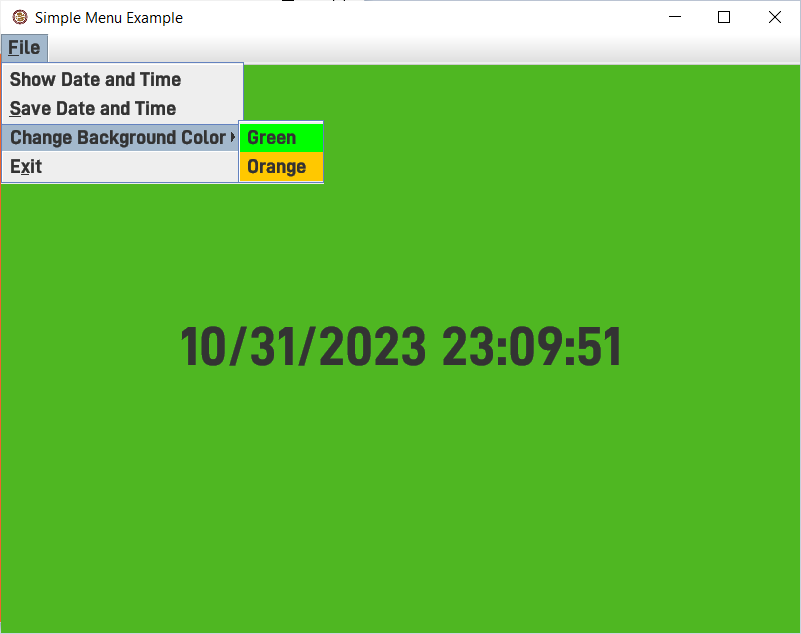 Simple Menu Example
File
Show Date and Time
Save Date and Time
Change Background Color
Green
Exit
Orange
10/31/2023 23:09:51